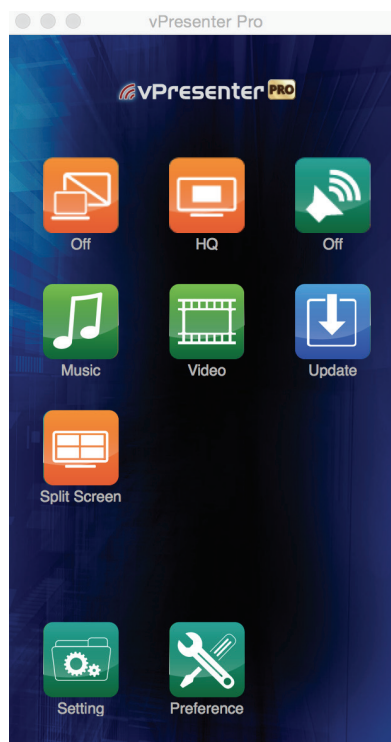 vPresenter Pro
vPresenter PRO
Off HQ Off
Music Video Update
Split Screen
Setting Preference